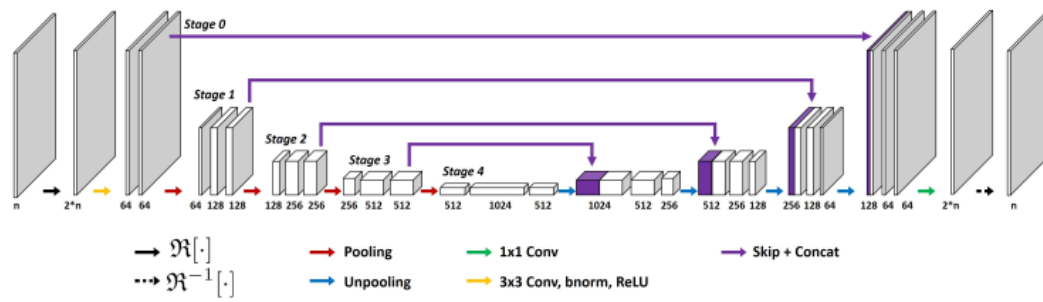 Stage 0
Stage 1
Stage 2
Stage 3
Stage 4
n 2*n 64 64 64 128 128 128 256 256 256 512 512 512 1024 512 1024 512 256 512 256 128 256 128 64 128 64 64 2*n n
ℜ[·] Pooling 1x1 Conv Skip + Concat
ℜ⁻¹[·] Unpooling 3x3 Conv, bnorm, ReLU